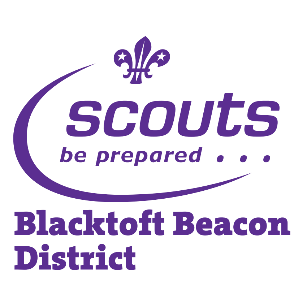 scouts
be prepared . . .
Blacktoft Beacon
District